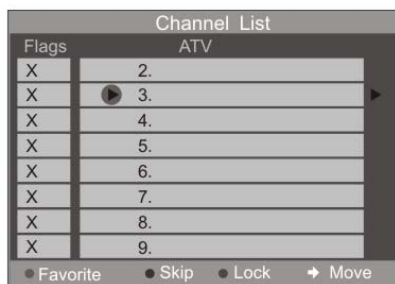 Channel List
Flags ATV
X 2.
X 3.
X 4.
X 5.
X 6.
X 7.
X 8.
X 9.
Favorite Skip Lock Move